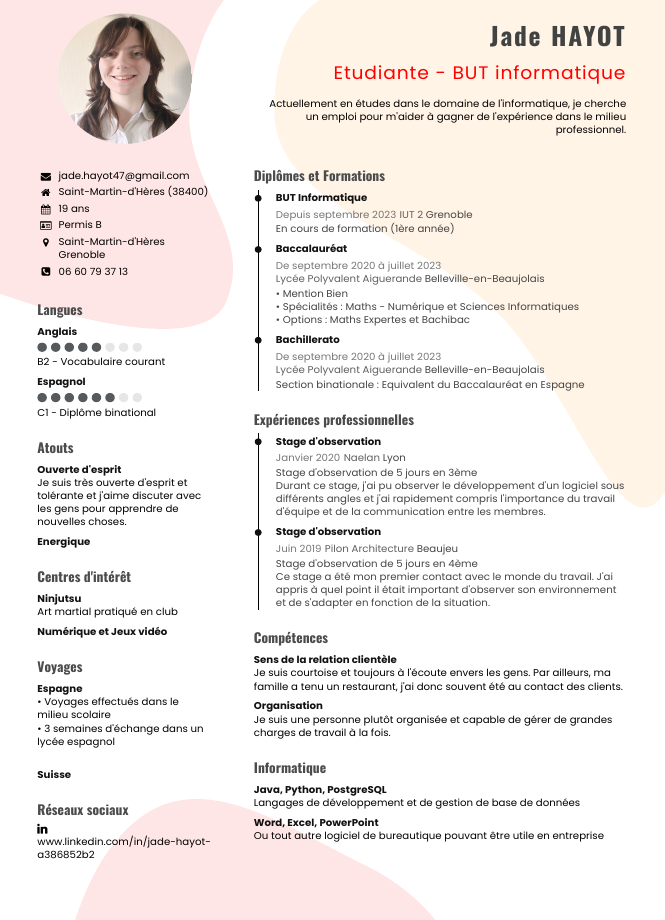 Jade HAYOT
Etudiante - BUT informatique
Actuellement en études dans le domaine de l'informatique, je cherche
un emploi pour m'aider à gagner de l'expérience dans le milieu
professionnel.
jade.hayot47@gmail.com
Saint-Martin-d'Hères (38400)
19 ans
Permis B
Saint-Martin-d'Hères
Grenoble
06 60 79 37 13
Langues
Anglais
B2 - Vocabulaire courant
Espagnol
C1 - Diplôme binational
Atouts
Ouverte d'esprit
Je suis très ouverte d'esprit et
tolérante et j'aime discuter avec
les gens pour apprendre de
nouvelles choses.
Energique
Centres d'intérêt
Ninjutsu
Art martial pratiqué en club
Numérique et Jeux vidéo
Voyages
Espagne
• Voyages effectués dans le
milieu scolaire
• 3 semaines d'échange dans un
lycée espagnol
Suisse
Réseaux sociaux
in
www.linkedin.com/in/jade-hayot-
a386852b2
Diplômes et Formations
BUT Informatique
Depuis septembre 2023 IUT 2 Grenoble
En cours de formation (1ère année)
Baccalauréat
De septembre 2020 à juillet 2023
Lycée Polyvalent Aiguerande Belleville-en-Beaujolais
• Mention Bien
• Spécialités : Maths - Numérique et Sciences Informatiques
• Options : Maths Expertes et Bachibac
Bachillerato
De septembre 2020 à juillet 2023
Lycée Polyvalent Aiguerande Belleville-en-Beaujolais
Section binationale : Equivalent du Baccalauréat en Espagne
Expériences professionnelles
Stage d'observation
Janvier 2020 Naelan Lyon
Stage d'observation de 5 jours en 3ème
Durant ce stage, j'ai pu observer le développement d'un logiciel sous
différents angles et j'ai rapidement compris l'importance du travail
d'équipe et de la communication entre les membres.
Stage d'observation
Juin 2019 Pilon Architecture Beaujeu
Stage d'observation de 5 jours en 4ème
Ce stage a été mon premier contact avec le monde du travail. J'ai
appris à quel point il était important d'observer son environnement
et de s'adapter en fonction de la situation.
Compétences
Sens de la relation clientèle
Je suis courtoise et toujours à l'écoute envers les gens. Par ailleurs, ma
famille a tenu un restaurant, j'ai donc souvent été au contact des clients.
Organisation
Je suis une personne plutôt organisée et capable de gérer de grandes
charges de travail à la fois.
Informatique
Java, Python, PostgreSQL
Langages de développement et de gestion de base de données
Word, Excel, PowerPoint
Ou tout autre logiciel de bureautique pouvant être utile en entreprise